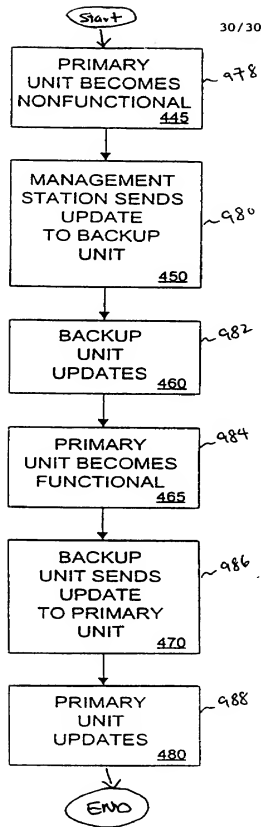 Start
30/30
PRIMARY
UNIT BECOMES
NONFUNCTIONAL
445
978
MANAGEMENT
STATION SENDS
UPDATE
TO BACKUP
UNIT
450
980
BACKUP
UNIT
UPDATES
460
982
PRIMARY
UNIT BECOMES
FUNCTIONAL
465
984
BACKUP
UNIT SENDS
UPDATE
TO PRIMARY
UNIT
470
986
PRIMARY
UNIT
UPDATES
480
988
END